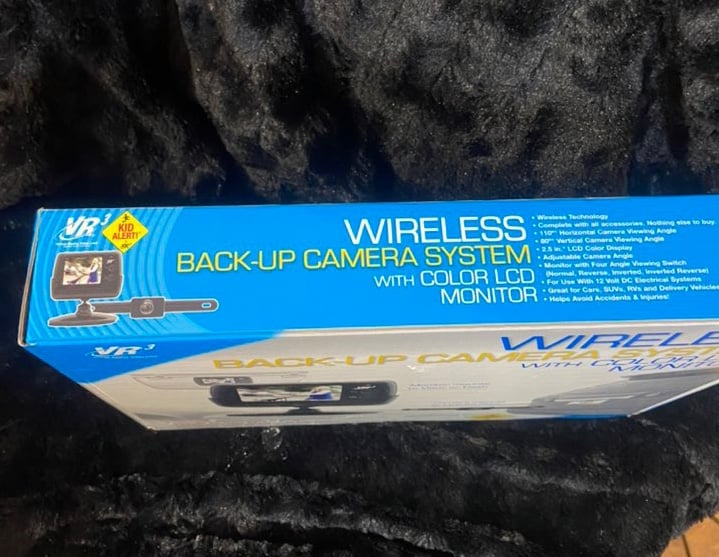 VR3
KID
ALERT!
WIRELESS
BACK-UP CAMERA SYSTEM
WITH COLOR LCD
MONITOR
• Wireless Technology
• Complete with all accessories. Nothing else to buy
• 110° Horizontal Camera Viewing Angle
• 80° Vertical Camera Viewing Angle
• 2.5 in.* LCD Color Display
• Adjustable Camera Angle
• Monitor with Four Angle Viewing Switch
(Normal, Reverse, Inverted, Inverted Reverse)
• For Use With 12 Volt DC Electrical Systems
• Great for Cars, SUVs, RVs and Delivery Vehicles
• Helps Avoid Accidents & Injuries!
VR3
WIRELE
BACK-UP CAMERA SYS
WITH COLOR L
MONITO